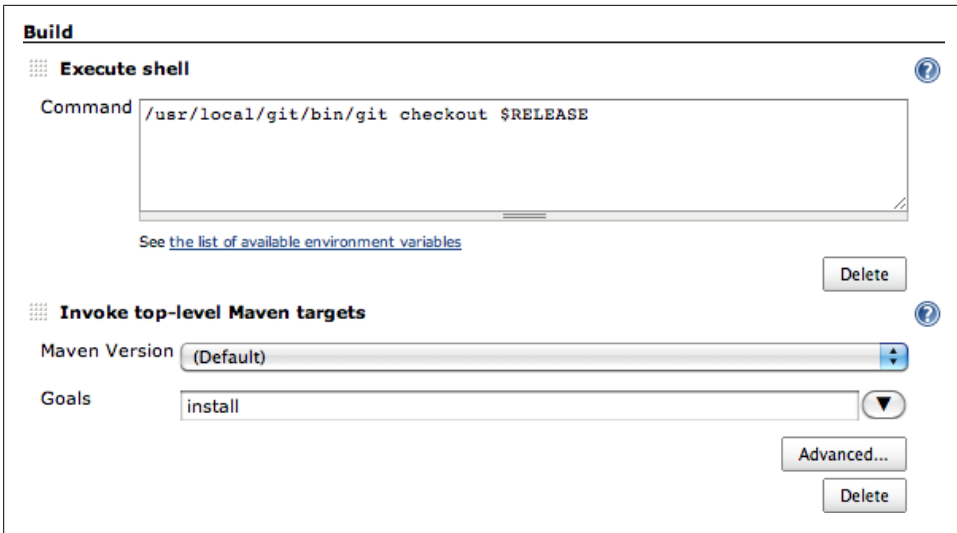 Build
Execute shell
Command
/usr/local/git/bin/git checkout $RELEASE
See the list of available environment variables
Delete
Invoke top-level Maven targets
Maven Version
(Default)
Goals
install
Advanced...
Delete